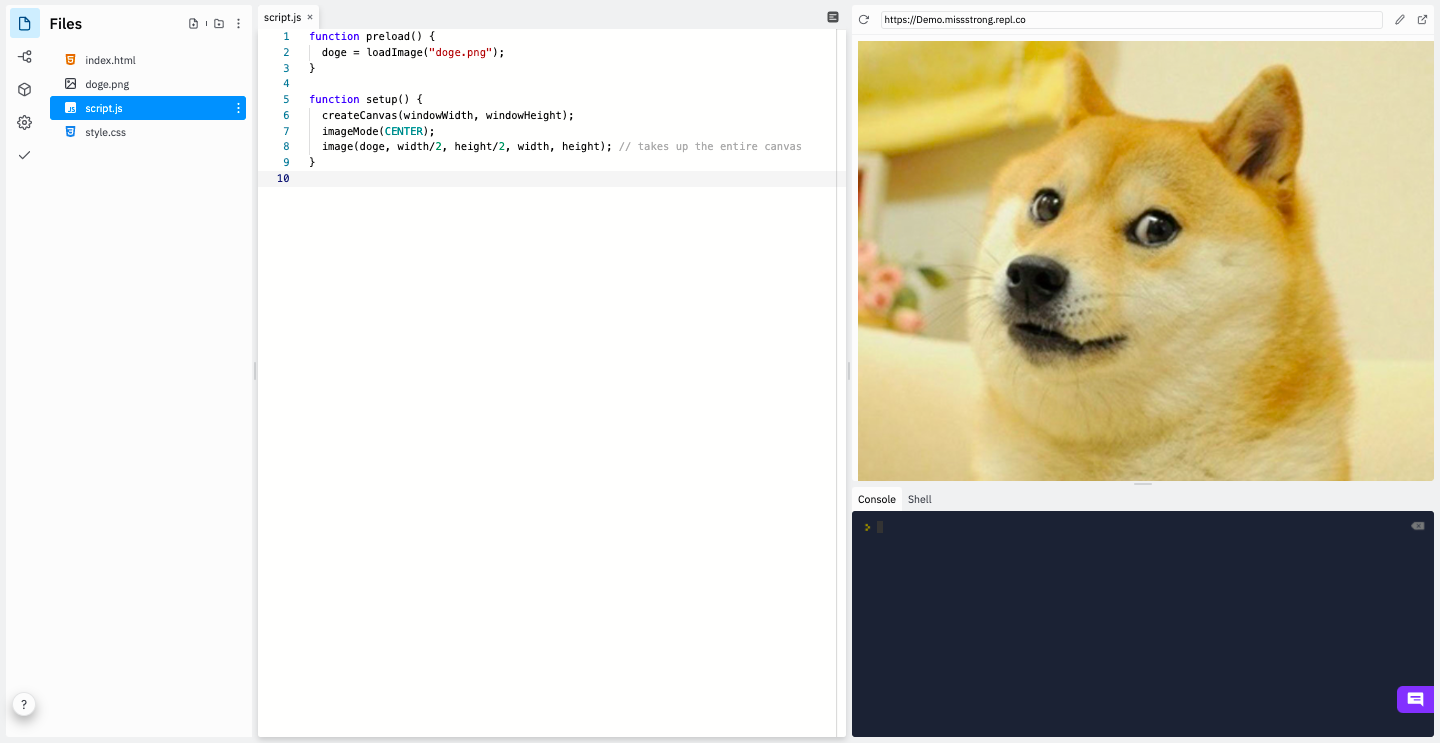 Files
index.html
doge.png
script.js
style.css
?
script.js ×
1 function preload() {
2 doge = loadImage("doge.png");
3 }
4
5 function setup() {
6 createCanvas(windowWidth, windowHeight);
7 imageMode(CENTER);
8 image(doge, width/2, height/2, width, height); // takes up the entire canvas
9 }
10
https://Demo.missstrong.repl.co
Console Shell
>